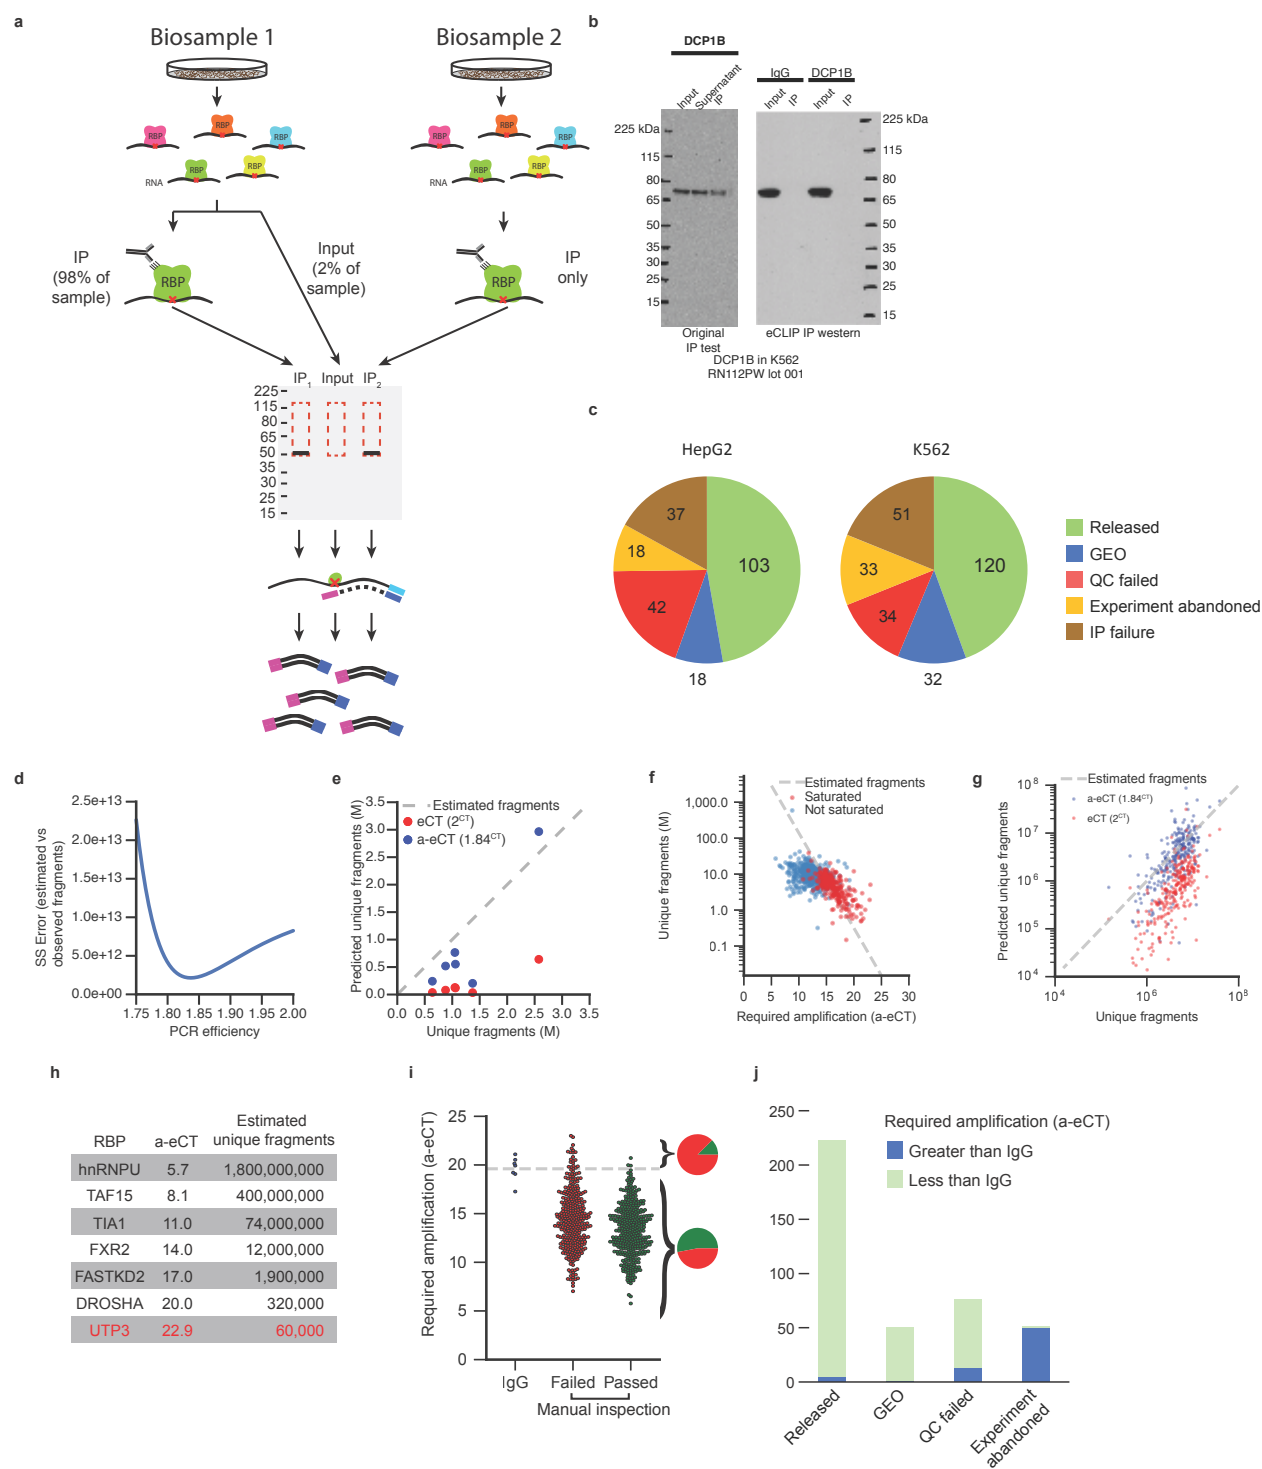 a
Biosample 1
Biosample 2
RBP
RBP
RBP
RBP
RBP
RNA
RBP
RBP
RBP
RBP
RBP
RNA
IP
(98% of
sample)
RBP
Input
(2% of
sample)
RBP
IP
only
IP1 Input IP2
225
115
80
65
50
35
30
25
15
b
DCP1B
Input
Supernatant
IP
225 kDa
115
80
65
50
35
30
25
15
Original
IP test
IgG
DCP1B
Input
IP
Input
IP
225 kDa
115
80
65
50
35
30
25
15
eCLIP IP western
DCP1B in K562
RN112PW lot 001
c
HepG2
37
18
103
42
18
K562
51
33
120
34
32
Released
GEO
QC failed
Experiment abandoned
IP failure
d
SS Error (estimated vs
observed fragments)
2.5e+13
2.0e+13
1.5e+13
1.0e+13
5.0e+12
0.0e+00
1.75 1.80 1.85 1.90 1.95 2.00
PCR efficiency
e
Predicted unique fragments (M)
3.5
3.0
2.5
2.0
1.5
1.0
0.5
0.0
Estimated fragments
eCT (2^CT)
a-eCT (1.84^CT)
0.0 0.5 1.0 1.5 2.0 2.5 3.0 3.5
Unique fragments (M)
f
Unique fragments (M)
1,000.0
100.0
10.0
1.0
0.1
Estimated fragments
Saturated
Not saturated
0 5 10 15 20 25 30
Required amplification (a-eCT)
g
Predicted unique fragments
10^8
10^7
10^6
10^5
10^4
Estimated fragments
a-eCT (1.84^CT)
eCT (2^CT)
10^4 10^6 10^8
Unique fragments
h
RBP a-eCT Estimated
unique fragments
hnRNPU 5.7 1,800,000,000
TAF15 8.1 400,000,000
TIA1 11.0 74,000,000
FXR2 14.0 12,000,000
FASTKD2 17.0 1,900,000
DROSHA 20.0 320,000
UTP3 22.9 60,000
i
Required amplification (a-eCT)
25
20
15
10
5
0
IgG Failed Passed
Manual inspection
j
250
200
150
100
50
0
Required amplification (a-eCT)
Greater than IgG
Less than IgG
Released
GEO
QC failed
Experiment
abandoned